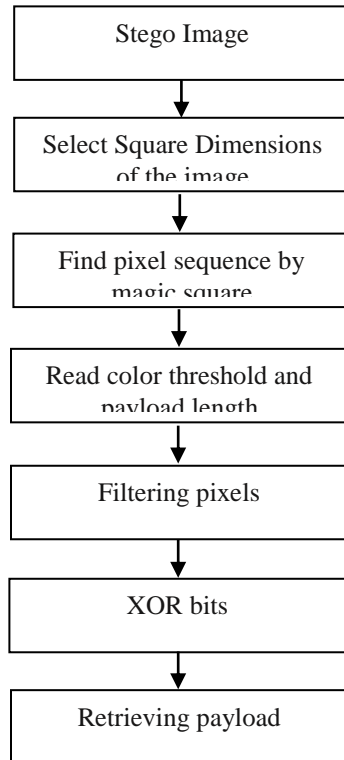 Stego Image
Select Square Dimensions
of the image
Find pixel sequence by
magic square
Read color threshold and
payload length
Filtering pixels
XOR bits
Retrieving payload